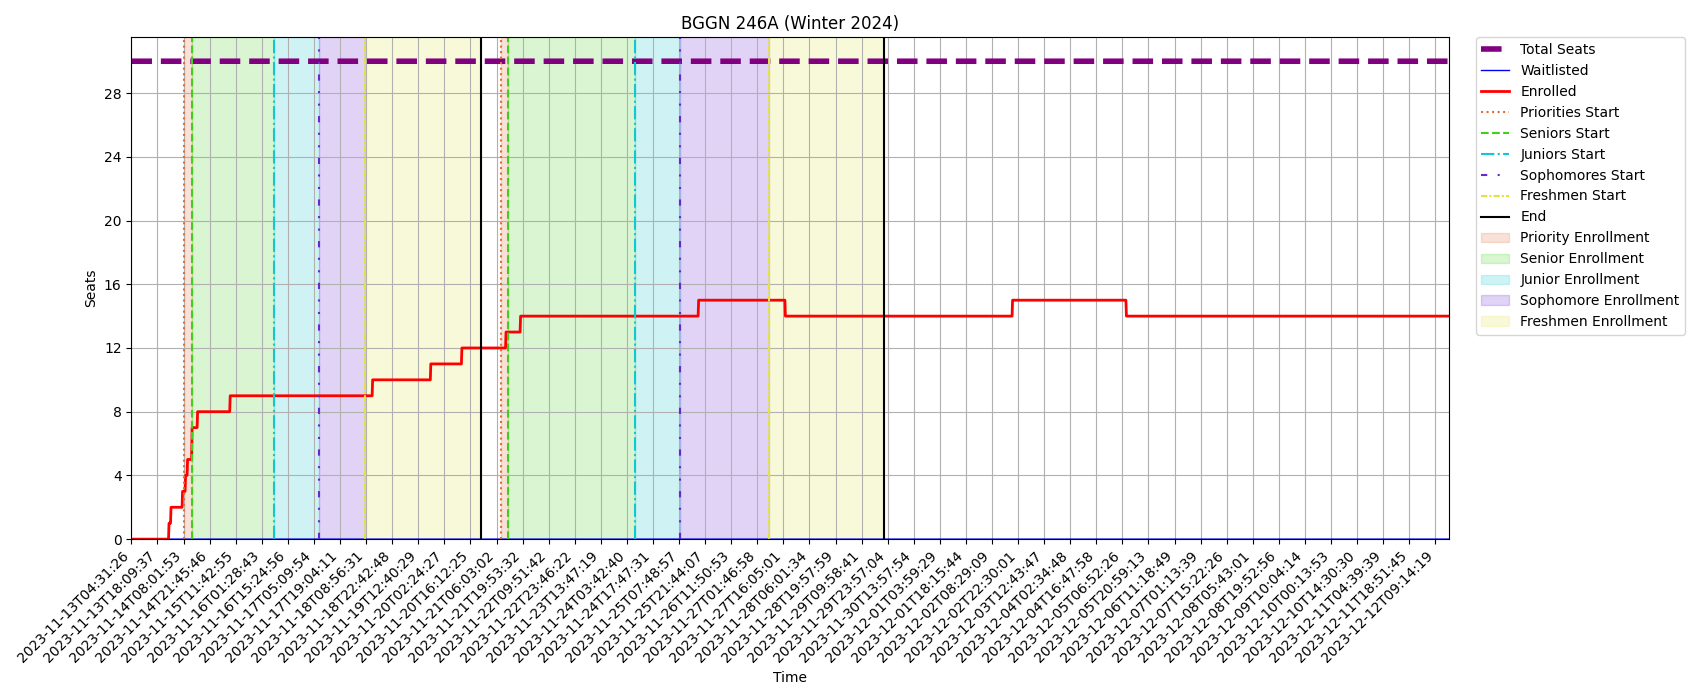 BGGN 246A (Winter 2024)
Seats
28
24
20
16
12
8
4
0
2023-11-13T04:31:26
2023-11-13T18:09:37
2023-11-14T08:01:53
2023-11-14T21:45:46
2023-11-15T11:42:55
2023-11-16T01:28:43
2023-11-16T15:24:56
2023-11-17T05:09:54
2023-11-17T19:04:11
2023-11-18T08:56:31
2023-11-18T22:42:48
2023-11-19T12:40:29
2023-11-20T02:24:27
2023-11-20T16:12:25
2023-11-21T06:03:02
2023-11-21T19:53:32
2023-11-22T09:51:42
2023-11-22T23:46:22
2023-11-23T13:47:19
2023-11-24T03:42:40
2023-11-24T17:47:31
2023-11-25T07:48:57
2023-11-25T21:44:07
2023-11-26T11:50:53
2023-11-27T01:46:58
2023-11-27T16:05:01
2023-11-28T06:01:34
2023-11-28T19:57:59
2023-11-29T09:58:41
2023-11-29T23:57:04
2023-11-30T13:57:54
2023-12-01T03:59:29
2023-12-01T18:15:44
2023-12-02T08:29:09
2023-12-02T22:30:01
2023-12-03T12:43:47
2023-12-04T02:34:48
2023-12-04T16:47:58
2023-12-05T06:52:26
2023-12-05T20:59:13
2023-12-06T11:18:49
2023-12-07T01:13:39
2023-12-07T15:22:26
2023-12-08T05:43:01
2023-12-08T19:52:56
2023-12-09T10:04:14
2023-12-10T00:13:53
2023-12-10T14:30:30
2023-12-11T04:39:39
2023-12-11T18:51:45
2023-12-12T09:14:19
Time
Total Seats
Waitlisted
Enrolled
Priorities Start
Seniors Start
Juniors Start
Sophomores Start
Freshmen Start
End
Priority Enrollment
Senior Enrollment
Junior Enrollment
Sophomore Enrollment
Freshmen Enrollment